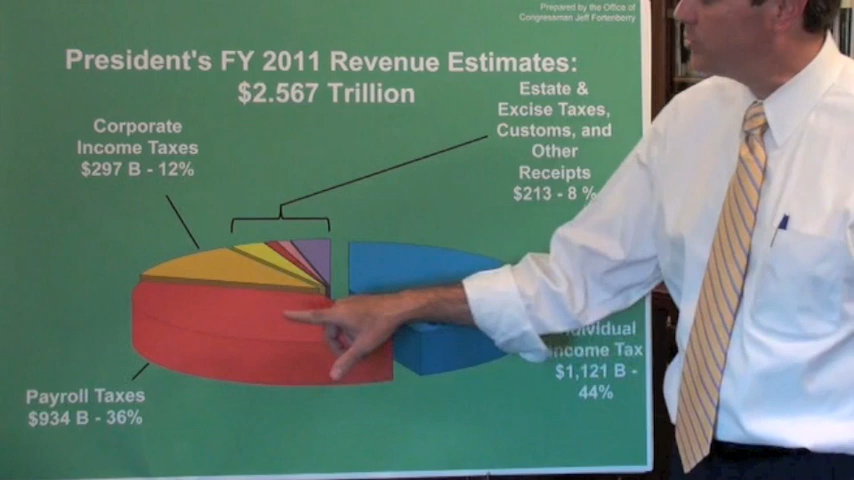 Prepared by the Office of
Congressman Jeff Fortenberry
President's FY 2011 Revenue Estimates:
$2.567 Trillion
Estate &
Excise Taxes,
Customs, and
Other
Receipts
$213 - 8 %
Corporate
Income Taxes
$297 B - 12%
Individual
Income Tax
$1,121 B -
44%
Payroll Taxes
$934 B - 36%